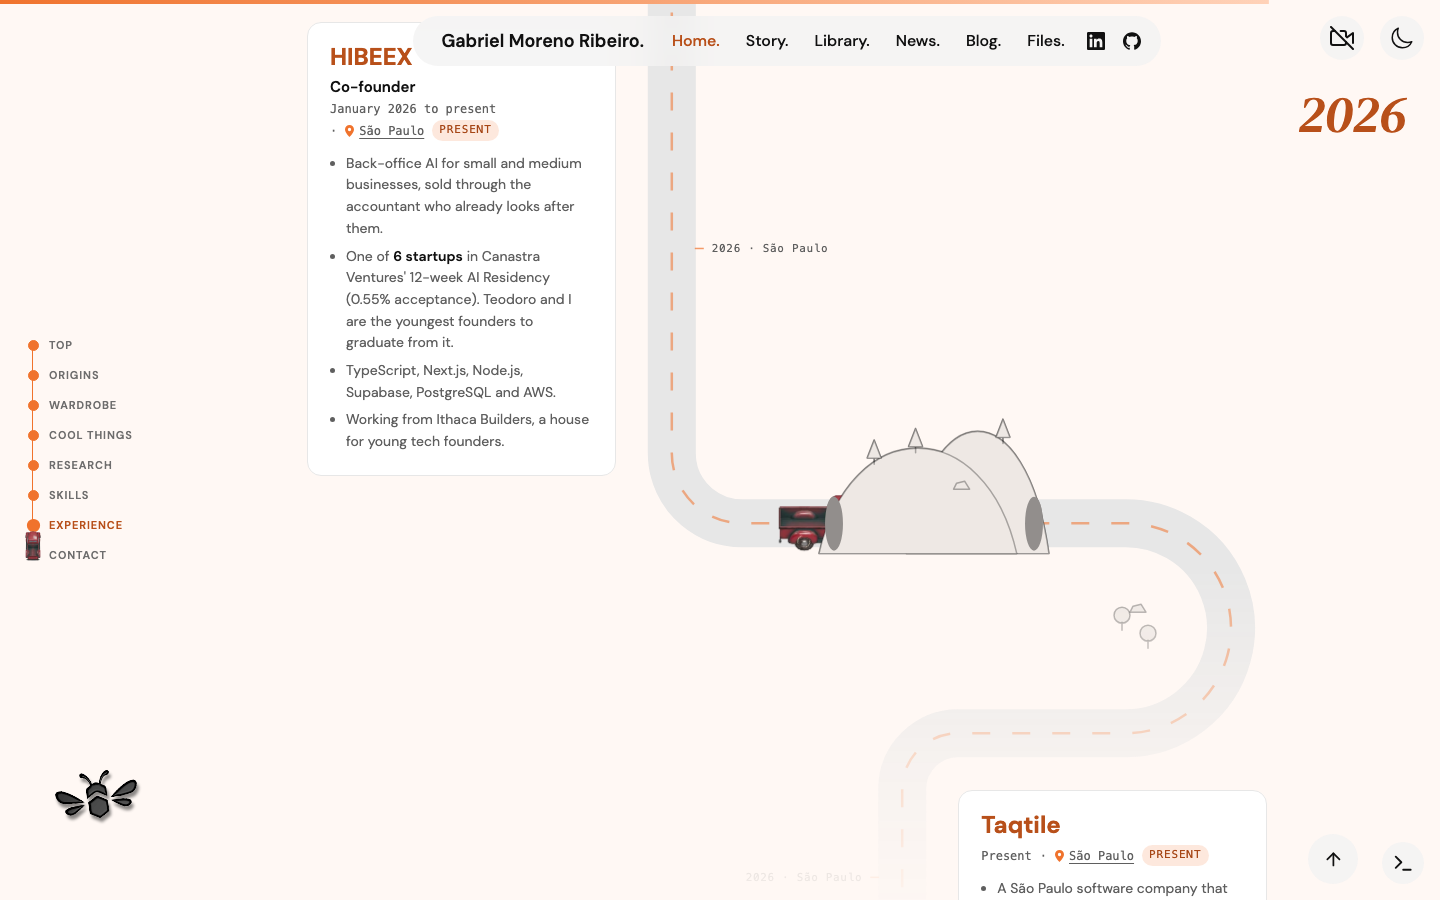 Gabriel Moreno Ribeiro. Home. Story. Library. News. Blog. Files.
2026
HIBEEX
Co-founder
January 2026 to present
· São Paulo PRESENT
Back-office AI for small and medium
businesses, sold through the
accountant who already looks after
them.
One of 6 startups in Canastra
Ventures' 12-week AI Residency
(0.55% acceptance). Teodoro and I
are the youngest founders to
graduate from it.
TypeScript, Next.js, Node.js,
Supabase, PostgreSQL and AWS.
Working from Ithaca Builders, a house
for young tech founders.
2026 · São Paulo
TOP
ORIGINS
WARDROBE
COOL THINGS
RESEARCH
SKILLS
EXPERIENCE
CONTACT
2026 · São Paulo
Taqtile
Present · São Paulo PRESENT
A São Paulo software company that